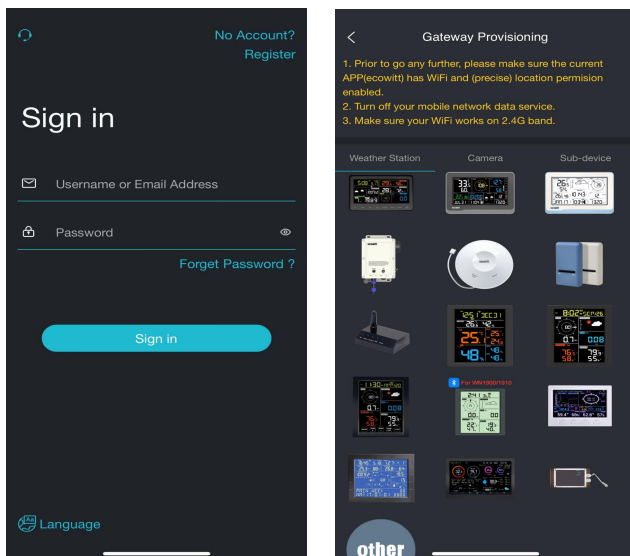 No Account?
Register
Sign in
Username or Email Address
Password
Forget Password ?
Sign in
Language
Gateway Provisioning
1. Prior to go any further, please make sure the current
APP(ecowitt) has WiFi and (precise) location permision
enabled.
2. Turn off your mobile network data service.
3. Make sure your WiFi works on 2.4G band.
Weather Station
Camera
Sub-device
For WN1900/1910
other